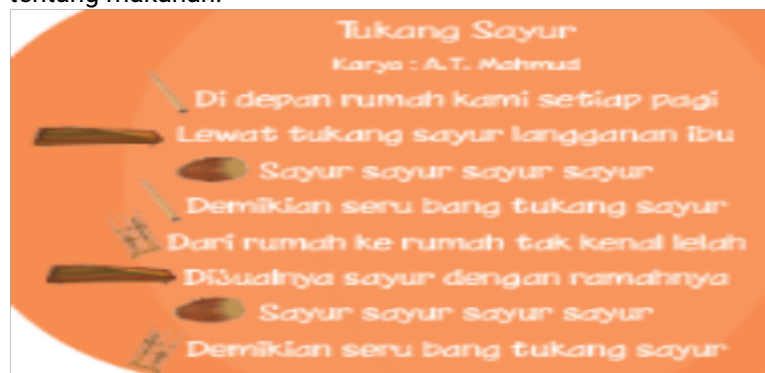 tentang makanan.
Tukang Sayur
Karya : A.T. Mahmud
Di depan rumah kami setiap pagi
Lewat tukang sayur langganan ibu
Sayur sayur sayur sayur
Demikian seru bang tukang sayur
Dari rumah ke rumah tak kenal lelah
Dijualnya sayur dengan ramahnya
Sayur sayur sayur sayur
Demikian seru bang tukang sayur